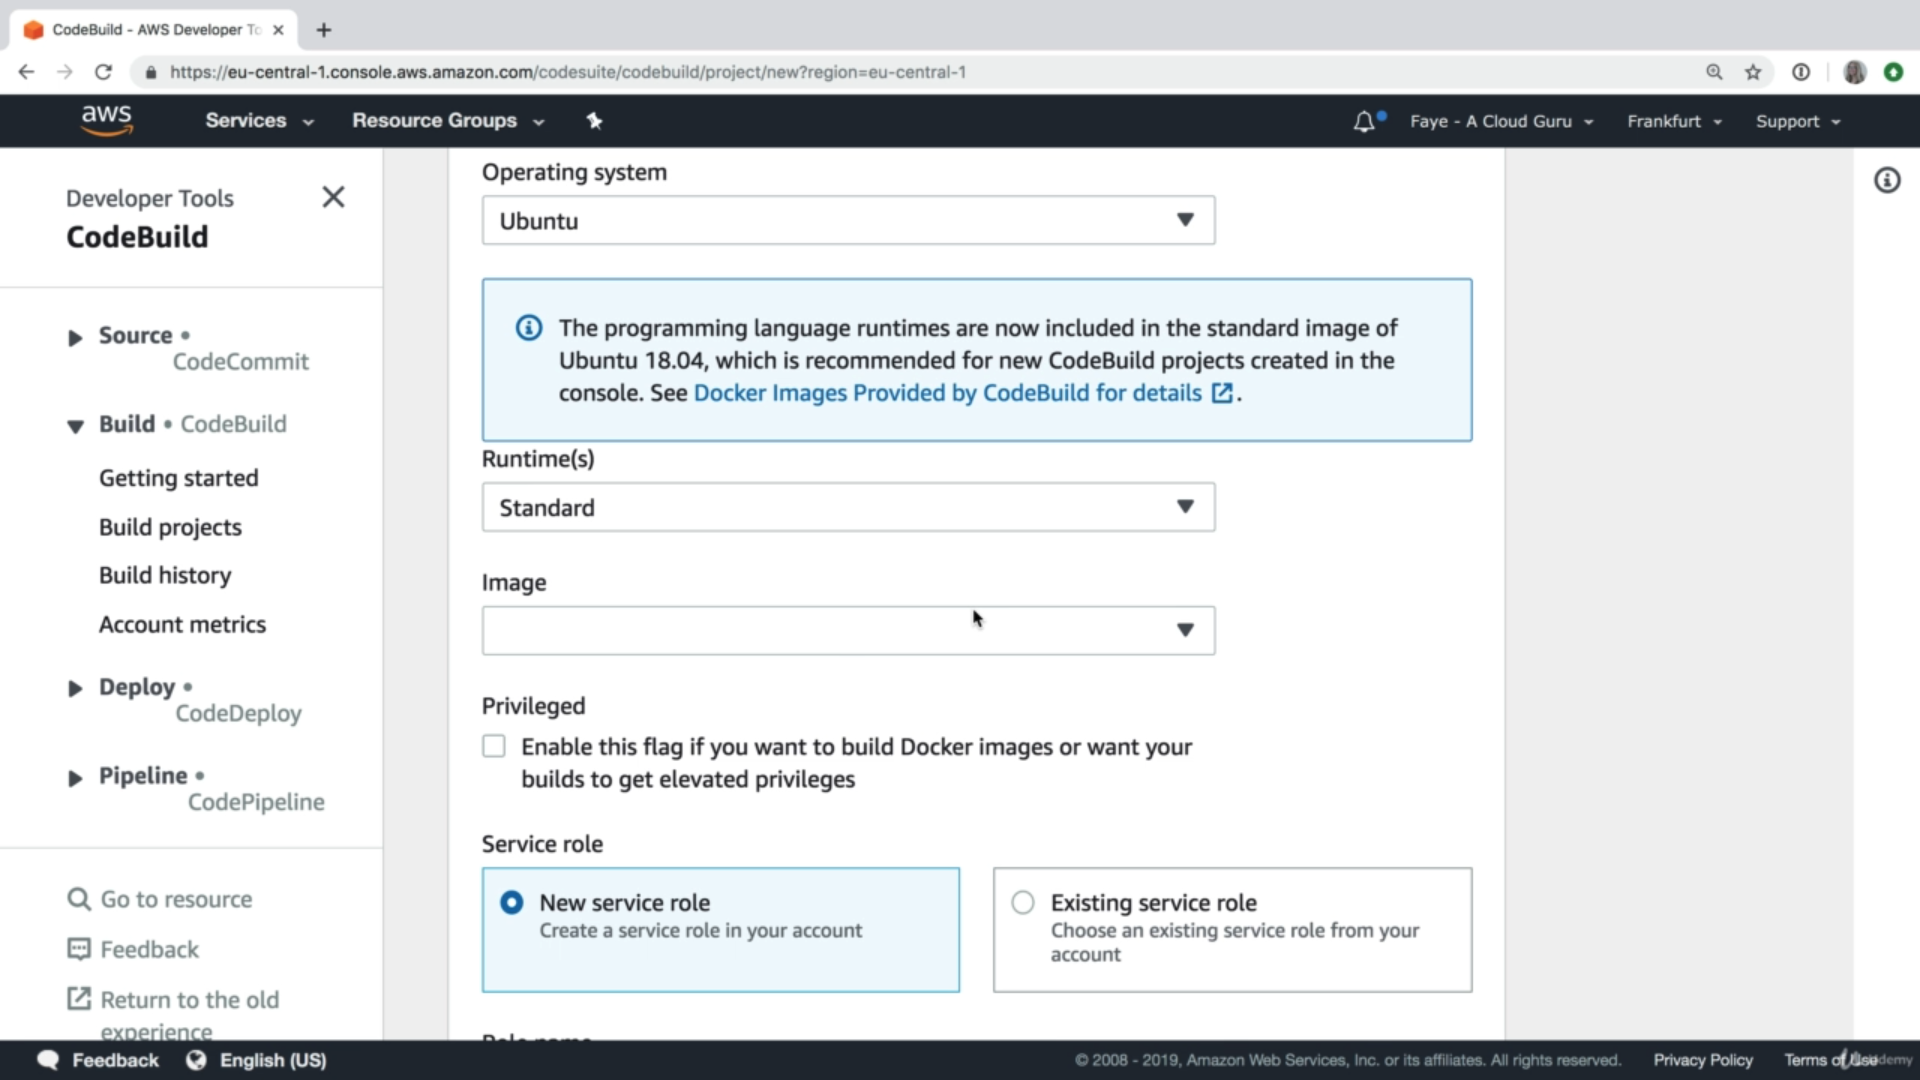 CodeBuild - AWS Developer To
https://eu-central-1.console.aws.amazon.com/codesuite/codebuild/project/new?region=eu-central-1
aws
Services
Resource Groups
Faye - A Cloud Guru
Frankfurt
Support
Developer Tools
CodeBuild
Source •
CodeCommit
Build • CodeBuild
Getting started
Build projects
Build history
Account metrics
Deploy •
CodeDeploy
Pipeline •
CodePipeline
Go to resource
Feedback
Return to the old
experience
Operating system
Ubuntu
The programming language runtimes are now included in the standard image of
Ubuntu 18.04, which is recommended for new CodeBuild projects created in the
console. See Docker Images Provided by CodeBuild for details.
Runtime(s)
Standard
Image
Privileged
Enable this flag if you want to build Docker images or want your
builds to get elevated privileges
Service role
New service role
Create a service role in your account
Existing service role
Choose an existing service role from your
account
Role name
Feedback
English (US)
© 2008 - 2019, Amazon Web Services, Inc. or its affiliates. All rights reserved.
Privacy Policy
Terms of Use